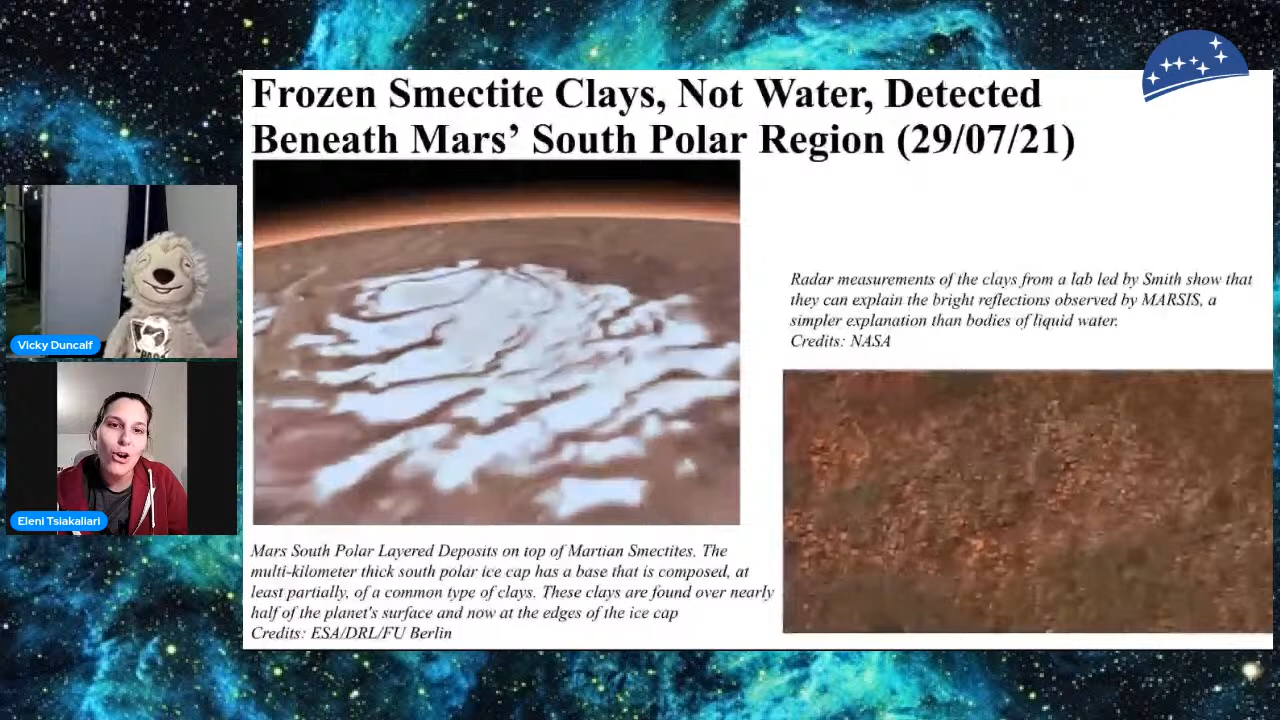 Frozen Smectite Clays, Not Water, Detected
Beneath Mars’ South Polar Region (29/07/21)
Radar measurements of the clays from a lab led by Smith show that
they can explain the bright reflections observed by MARSIS, a
simpler explanation than bodies of liquid water.
Credits: NASA
Vicky Duncalf
Eleni Tsiakaliari
Mars South Polar Layered Deposits on top of Martian Smectites. The
multi-kilometer thick south polar ice cap has a base that is composed, at
least partially, of a common type of clays. These clays are found over nearly
half of the planet's surface and now at the edges of the ice cap
Credits: ESA/DRL/FU Berlin